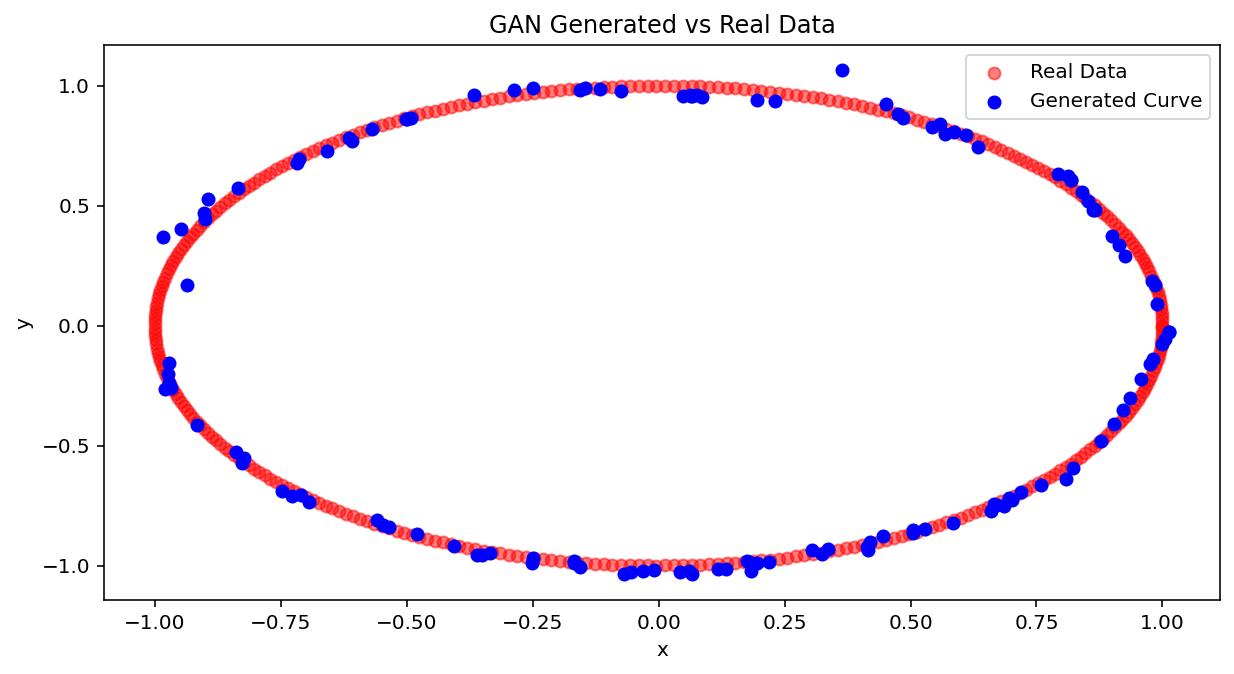 GAN Generated vs Real Data
Real Data
Generated Curve
y
1.0
0.5
0.0
−0.5
−1.0
−1.00 −0.75 −0.50 −0.25 0.00 0.25 0.50 0.75 1.00
x